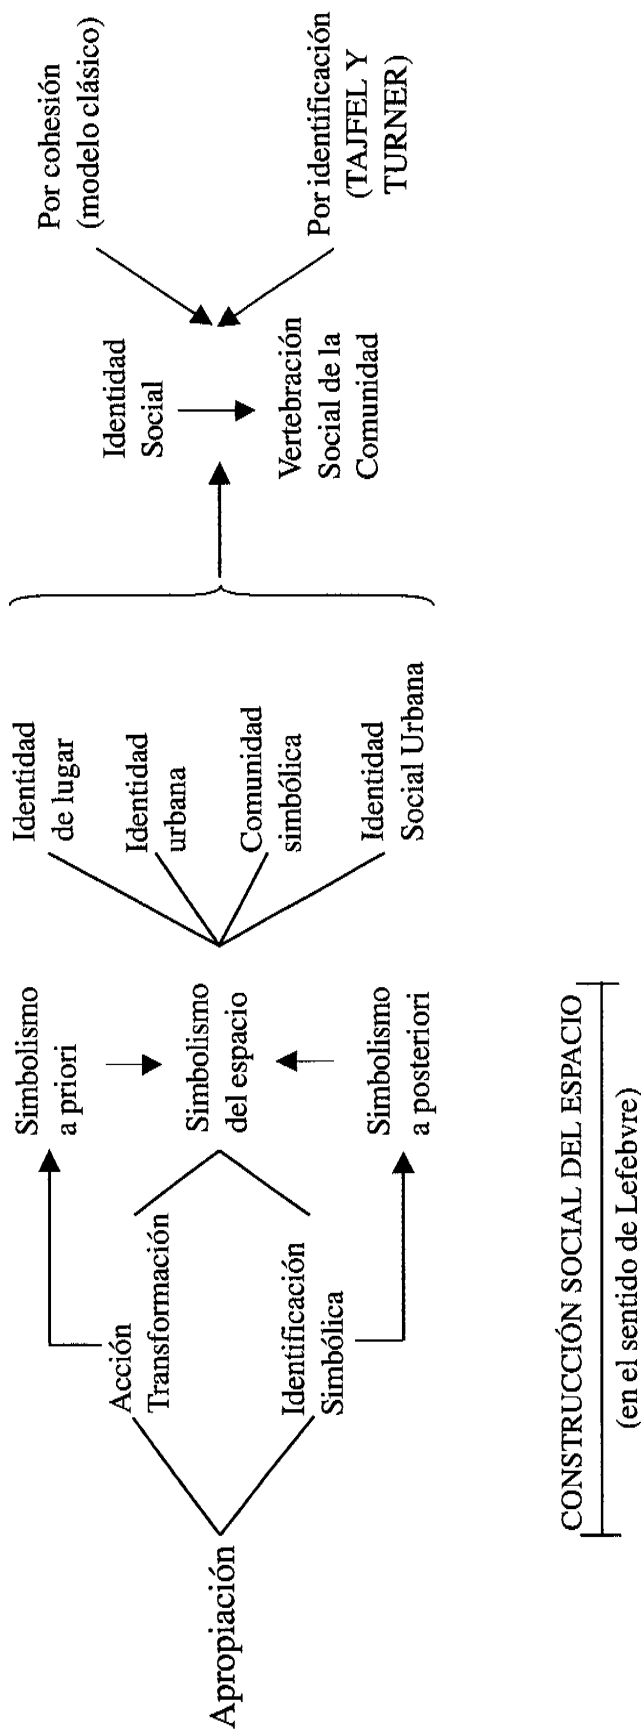 Apropiación
Acción
Transformación
Identificación
Simbólica
Simbolismo
a priori
Simbolismo
del espacio
Simbolismo
a posteriori
Identidad
de lugar
Identidad
urbana
Comunidad
simbólica
Identidad
Social Urbana
Identidad
Social
Vertebración
Social de la
Comunidad
Por cohesión
(modelo clásico)
Por identificación
(TAJFEL Y
TURNER)
CONSTRUCCIÓN SOCIAL DEL ESPACIO
(en el sentido de Lefebvre)